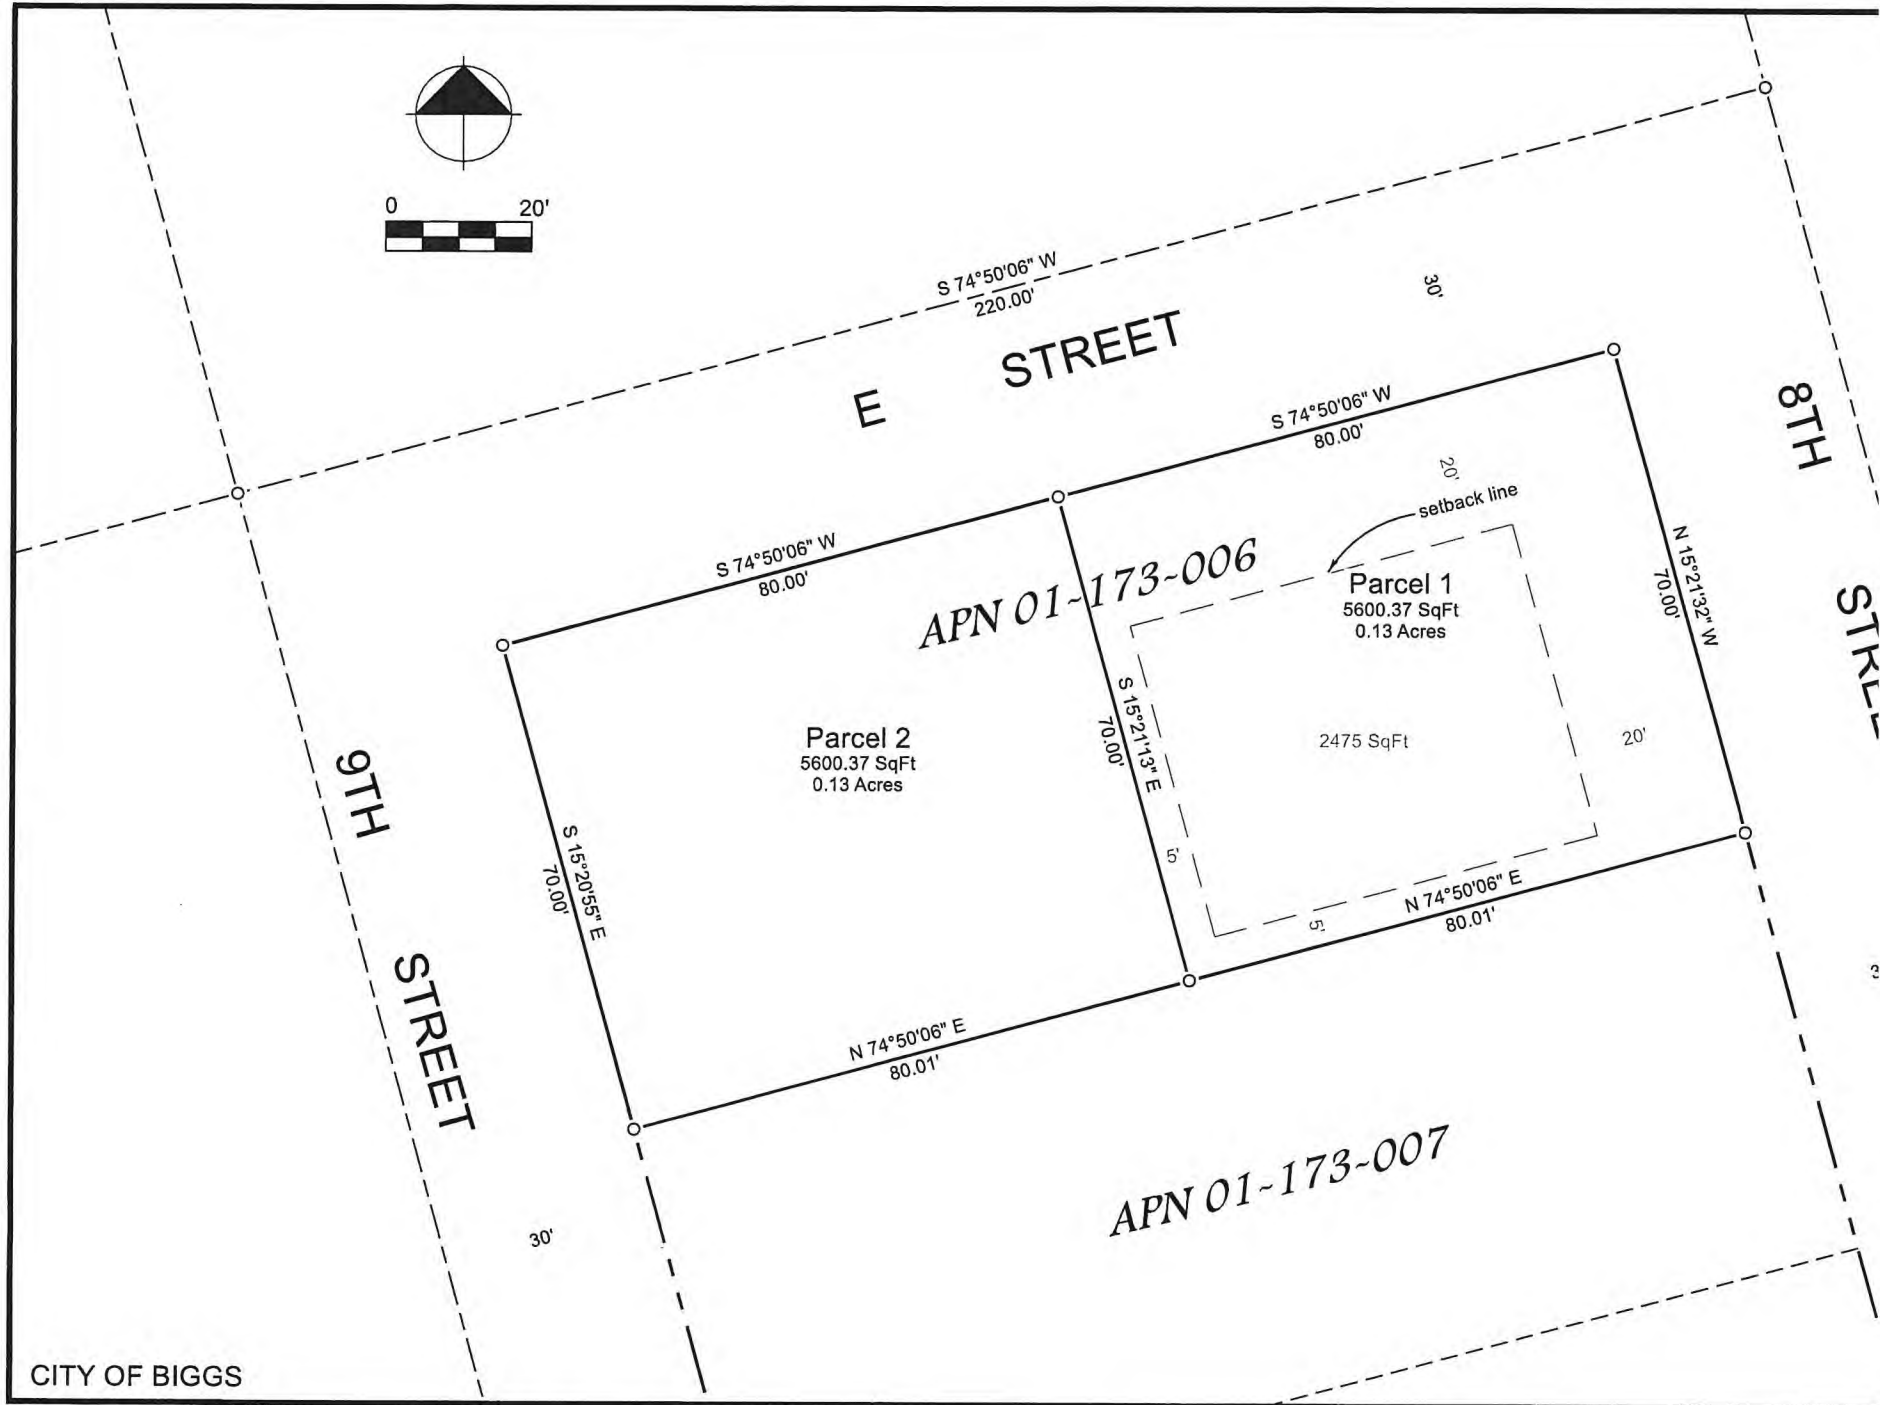 0 20'
S 74°50'06" W
220.00'
30'
E STREET
8TH
S 74°50'06" W
80.00'
20'
setback line
S 74°50'06" W
80.00'
APN 01-173-006
Parcel 1
5600.37 SqFt
0.13 Acres
N 15°21'32" W
70.00'
Parcel 2
5600.37 SqFt
0.13 Acres
S 15°21'13" E
70.00'
2475 SqFt
20'
9TH STREET
S 15°20'55" E
70.00'
5'
5'
N 74°50'06" E
80.01'
N 74°50'06" E
80.01'
APN 01-173-007
30'
CITY OF BIGGS